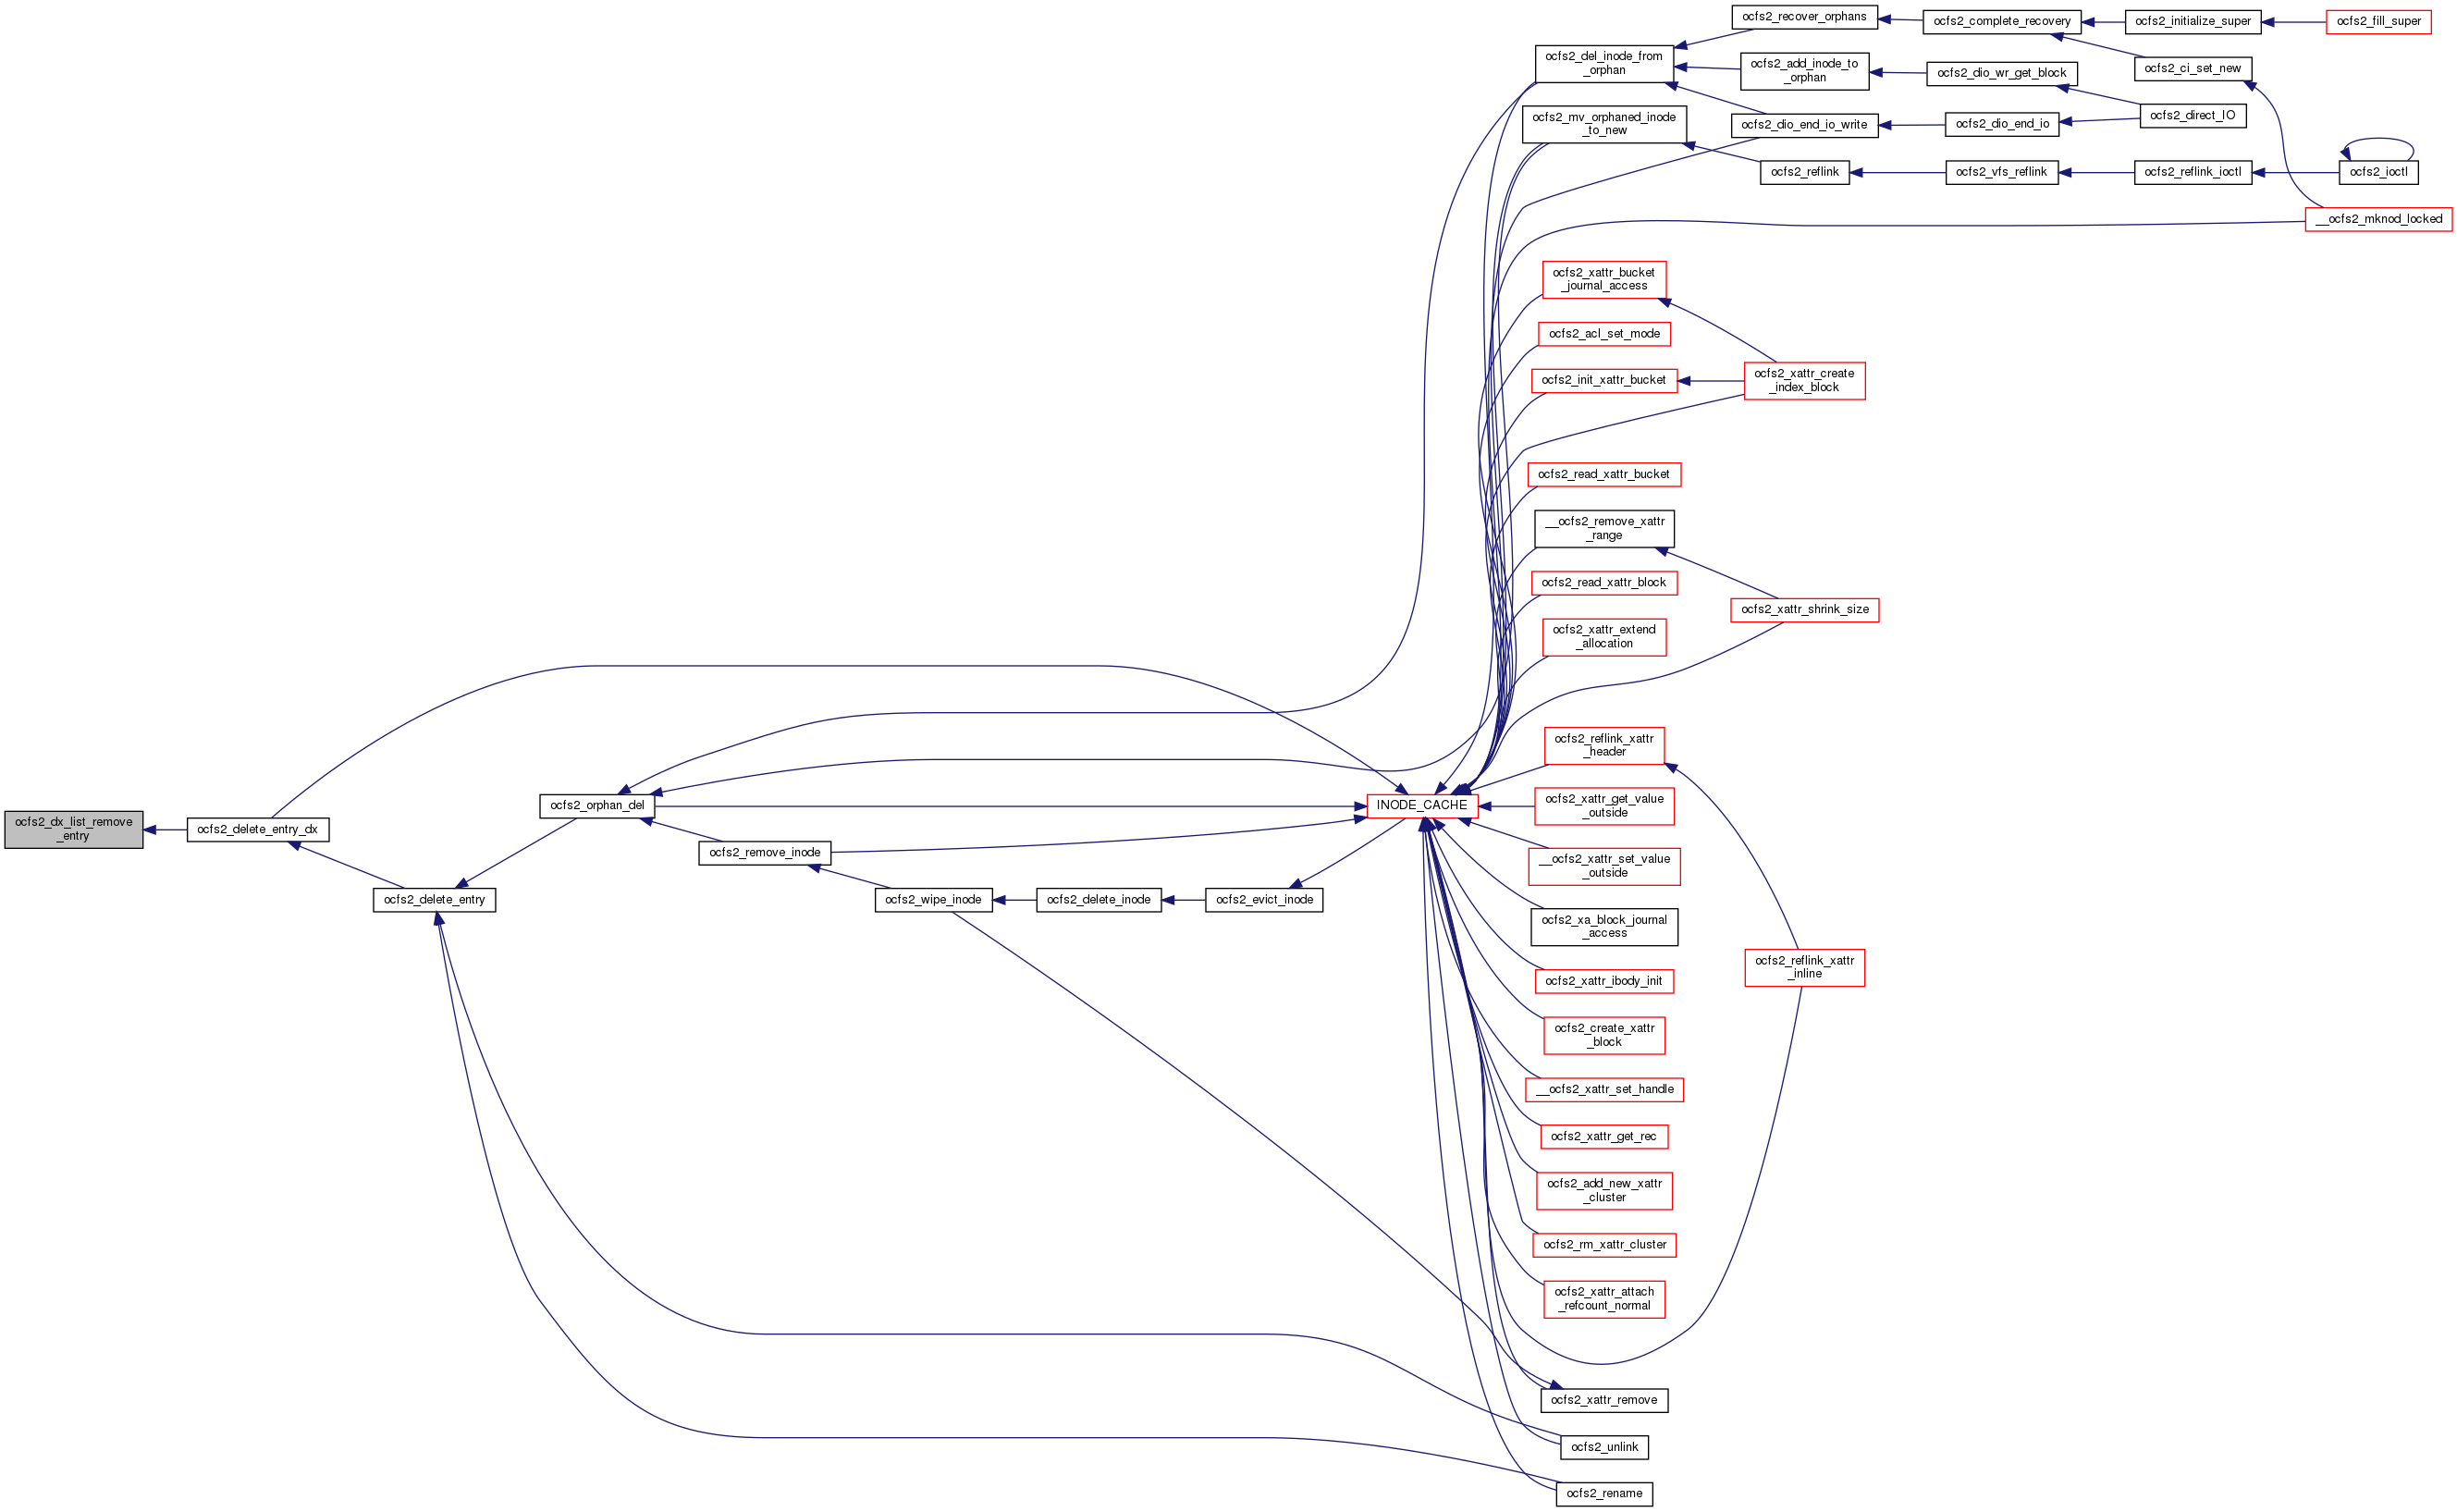 ocfs2_recover_orphans
ocfs2_complete_recovery
ocfs2_initialize_super
ocfs2_fill_super
ocfs2_del_inode_from
_orphan
ocfs2_add_inode_to
_orphan
ocfs2_dio_wr_get_block
ocfs2_ci_set_new
ocfs2_mv_orphaned_inode
_to_new
ocfs2_dio_end_io_write
ocfs2_dio_end_io
ocfs2_direct_IO
ocfs2_reflink
ocfs2_vfs_reflink
ocfs2_reflink_ioctl
ocfs2_ioctl
__ocfs2_mknod_locked
ocfs2_xattr_bucket
_journal_access
ocfs2_acl_set_mode
ocfs2_init_xattr_bucket
ocfs2_xattr_create
_index_block
ocfs2_read_xattr_bucket
__ocfs2_remove_xattr
_range
ocfs2_read_xattr_block
ocfs2_xattr_shrink_size
ocfs2_xattr_extend
_allocation
ocfs2_reflink_xattr
_header
ocfs2_dx_list_remove
_entry
ocfs2_delete_entry_dx
ocfs2_orphan_del
INODE_CACHE
ocfs2_xattr_get_value
_outside
ocfs2_remove_inode
__ocfs2_xattr_set_value
_outside
ocfs2_delete_entry
ocfs2_wipe_inode
ocfs2_delete_inode
ocfs2_evict_inode
ocfs2_xa_block_journal
_access
ocfs2_xattr_ibody_init
ocfs2_reflink_xattr
_inline
ocfs2_create_xattr
_block
__ocfs2_xattr_set_handle
ocfs2_xattr_get_rec
ocfs2_add_new_xattr
_cluster
ocfs2_rm_xattr_cluster
ocfs2_xattr_attach
_refcount_normal
ocfs2_xattr_remove
ocfs2_unlink
ocfs2_rename